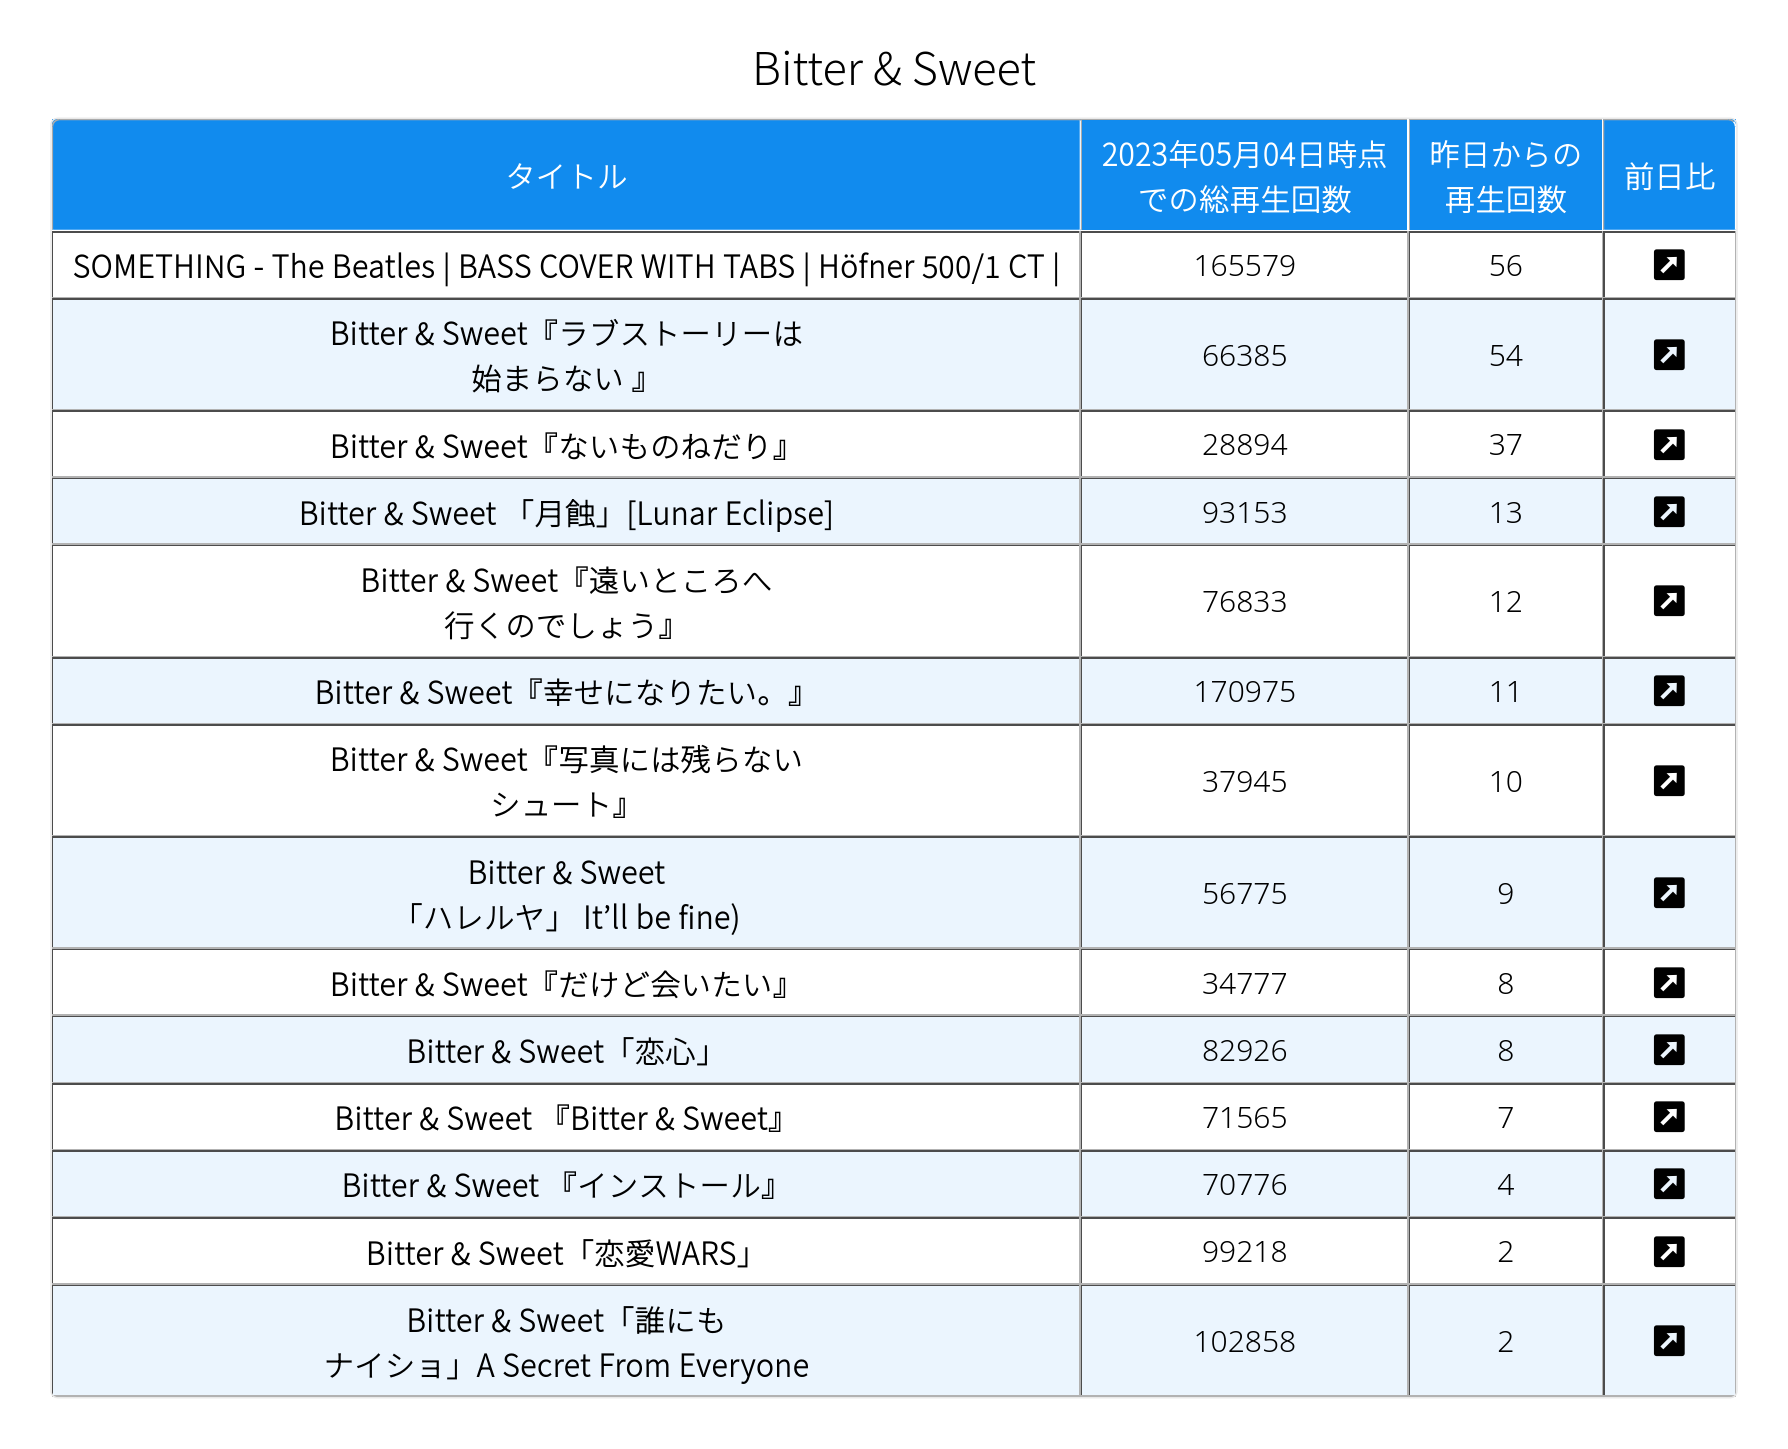 Bitter & Sweet
タイトル
2023年05月04日時点
での総再生回数
昨日からの
再生回数
前日比
SOMETHING - The Beatles | BASS COVER WITH TABS | Höfner 500/1 CT |
165579
56
Bitter & Sweet『ラブストーリーは
始まらない 』
66385
54
Bitter & Sweet『ないものねだり』
28894
37
Bitter & Sweet 「月蝕」[Lunar Eclipse]
93153
13
Bitter & Sweet『遠いところへ
行くのでしょう』
76833
12
Bitter & Sweet『幸せになりたい。』
170975
11
Bitter & Sweet『写真には残らない
シュート』
37945
10
Bitter & Sweet
「ハレルヤ」 It’ll be fine)
56775
9
Bitter & Sweet『だけど会いたい』
34777
8
Bitter & Sweet「恋心」
82926
8
Bitter & Sweet 『Bitter & Sweet』
71565
7
Bitter & Sweet 『インストール』
70776
4
Bitter & Sweet「恋愛WARS」
99218
2
Bitter & Sweet「誰にも
ナイショ」A Secret From Everyone
102858
2